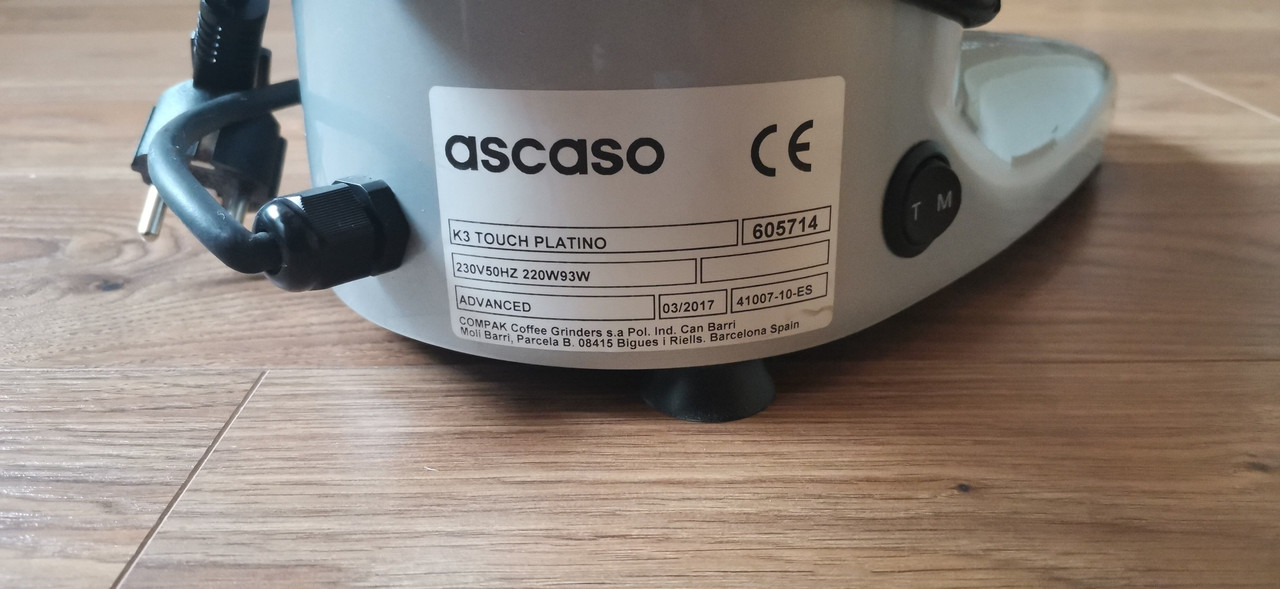 ascaso CE
K3 TOUCH PLATINO 605714
230V50HZ 220W93W
ADVANCED 03/2017 41007-10-ES
COMPAK Coffee Grinders s.a Pol. Ind. Can Barri
Moli Barri, Parcela B. 08415 Bigues i Riells. Barcelona Spain
T M